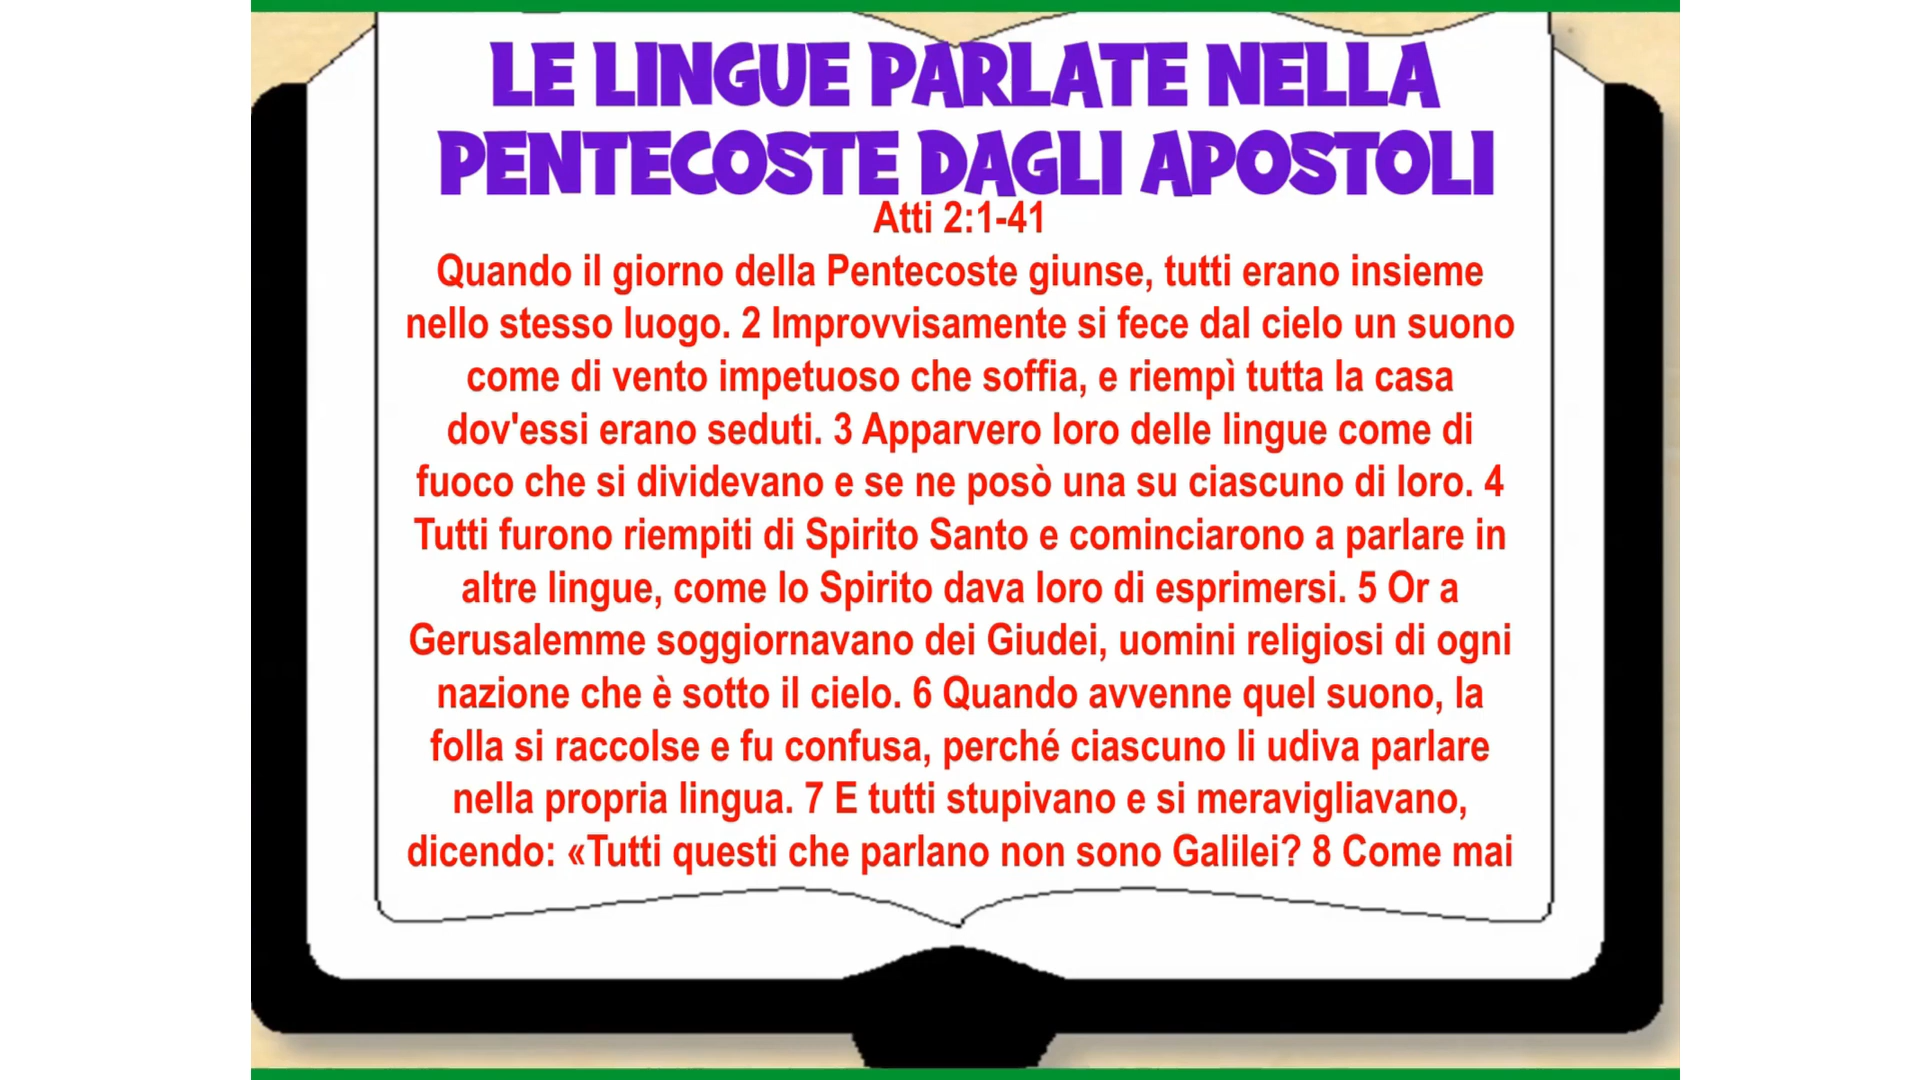 LE LINGUE PARLATE NELLA
PENTECOSTE DAGLI APOSTOLI
Atti 2:1-41
Quando il giorno della Pentecoste giunse, tutti erano insieme
nello stesso luogo. 2 Improvvisamente si fece dal cielo un suono
come di vento impetuoso che soffia, e riempì tutta la casa
dov'essi erano seduti. 3 Apparvero loro delle lingue come di
fuoco che si dividevano e se ne posò una su ciascuno di loro. 4
Tutti furono riempiti di Spirito Santo e cominciarono a parlare in
altre lingue, come lo Spirito dava loro di esprimersi. 5 Or a
Gerusalemme soggiornavano dei Giudei, uomini religiosi di ogni
nazione che è sotto il cielo. 6 Quando avvenne quel suono, la
folla si raccolse e fu confusa, perché ciascuno li udiva parlare
nella propria lingua. 7 E tutti stupivano e si meravigliavano,
dicendo: «Tutti questi che parlano non sono Galilei? 8 Come mai